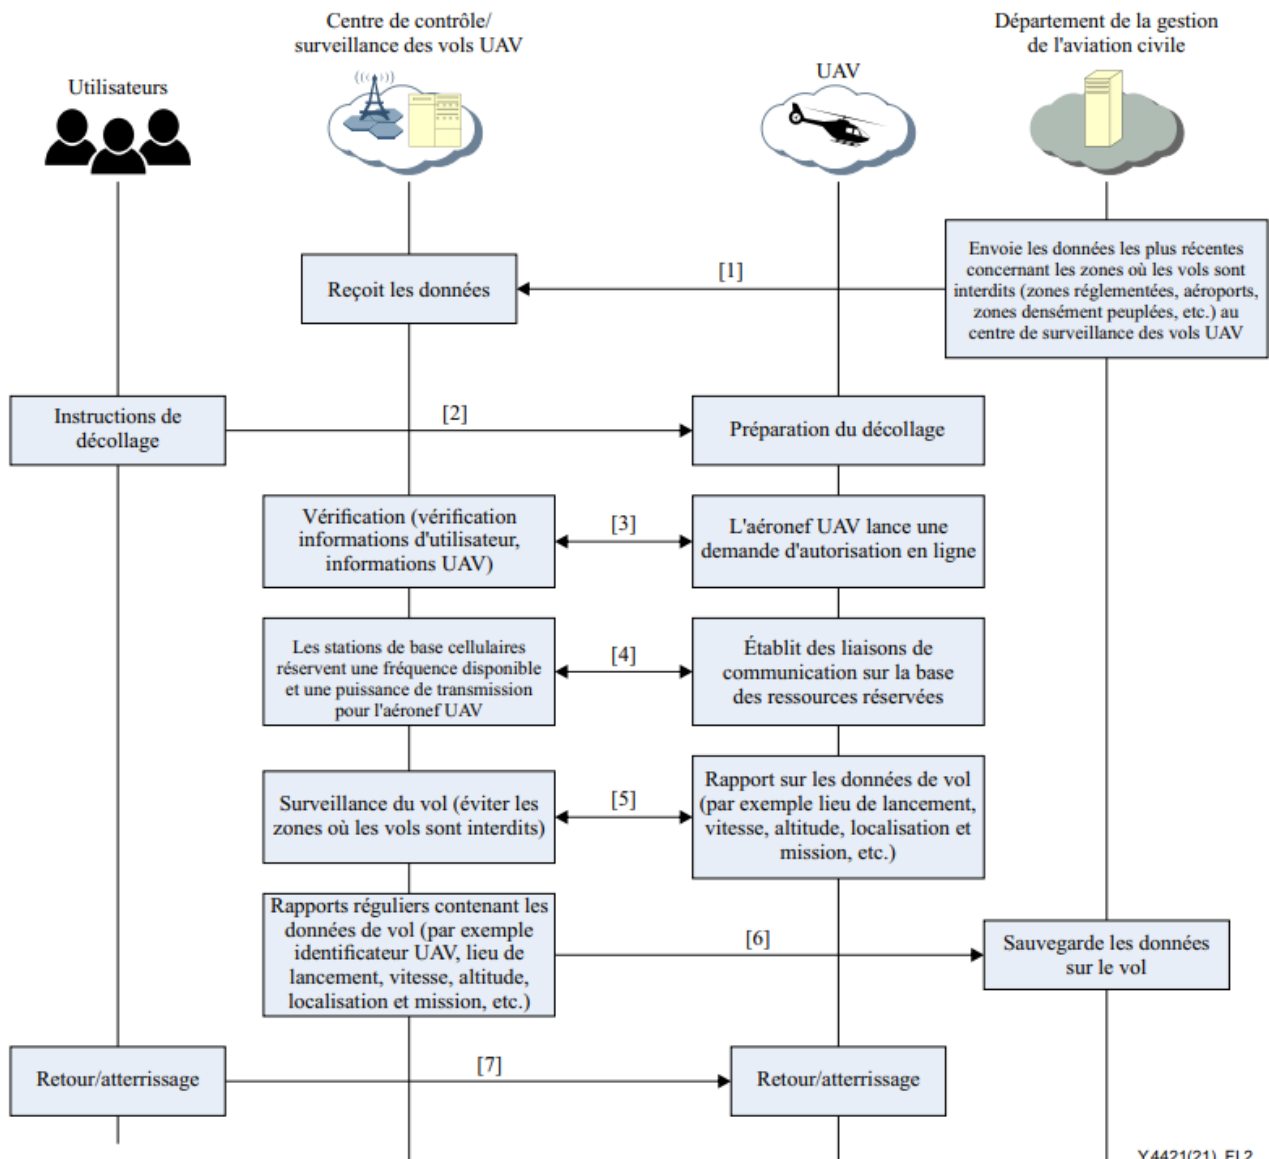 Centre de contrôle/
surveillance des vols UAV
Département de la gestion
de l'aviation civile
Utilisateurs
UAV
Envoie les données les plus récentes
concernant les zones où les vols sont
interdits (zones réglementées, aéroports,
zones densément peuplées, etc.) au
centre de surveillance des vols UAV
[1]
Reçoit les données
Instructions de
décollage
[2]
Préparation du décollage
Vérification (vérification
informations d'utilisateur,
informations UAV)
[3]
L'aéronef UAV lance une
demande d'autorisation en ligne
Les stations de base cellulaires
réservent une fréquence disponible
et une puissance de transmission
pour l'aéronef UAV
[4]
Établit des liaisons de
communication sur la base
des ressources réservées
Surveillance du vol (éviter les
zones où les vols sont interdits)
[5]
Rapport sur les données de vol
(par exemple lieu de lancement,
vitesse, altitude, localisation et
mission, etc.)
Rapports réguliers contenant les
données de vol (par exemple
identificateur UAV, lieu de
lancement, vitesse, altitude,
localisation et mission, etc.)
[6]
Sauvegarde les données
sur le vol
Retour/atterrissage
[7]
Retour/atterrissage
Y.4421(21)_FI.2